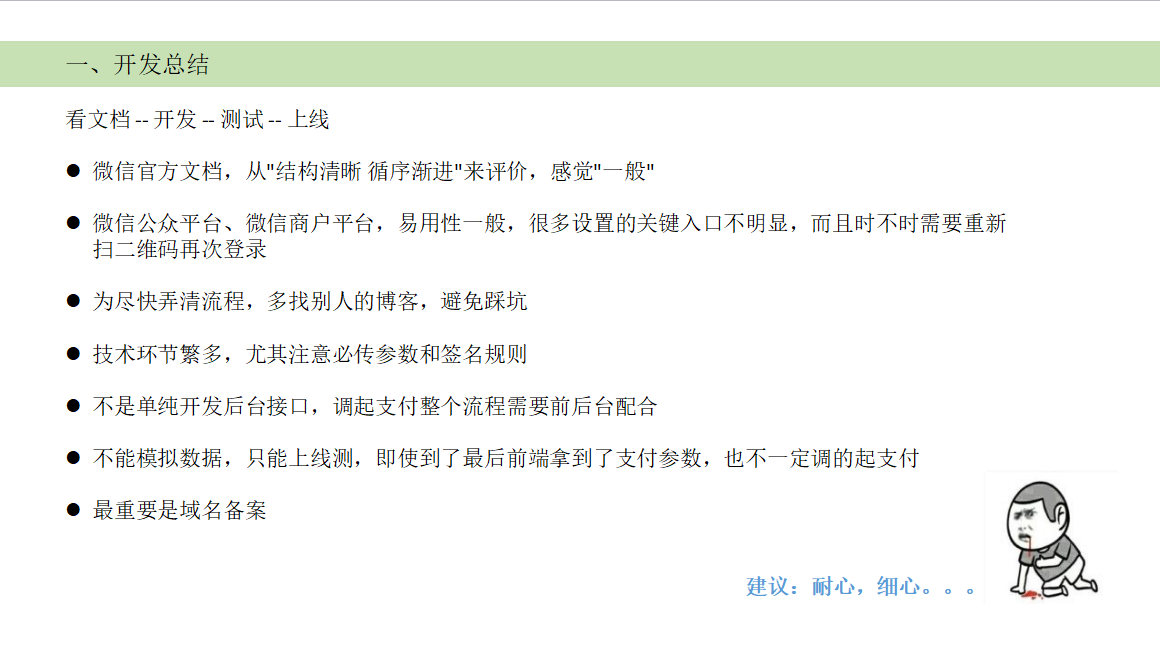 一、开发总结
看文档 -- 开发 -- 测试 -- 上线
● 微信官方文档，从"结构清晰 循序渐进"来评价，感觉"一般"
● 微信公众平台、微信商户平台，易用性一般，很多设置的关键入口不明显，而且时不时需要重新
扫二维码再次登录
● 为尽快弄清流程，多找别人的博客，避免踩坑
● 技术环节繁多，尤其注意必传参数和签名规则
● 不是单纯开发后台接口，调起支付整个流程需要前后台配合
● 不能模拟数据，只能上线测，即使到了最后前端拿到了支付参数，也不一定调的起支付
● 最重要是域名备案
建议：耐心，细心。。。